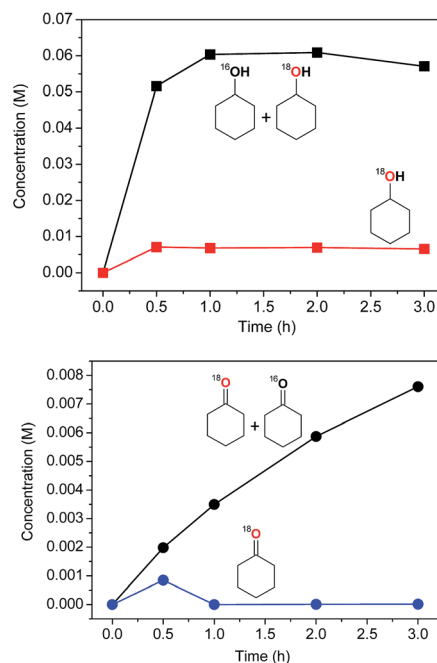 0.07
0.06
0.05
0.04
0.03
0.02
0.01
0.00
Concentration (M)
¹⁶OH
¹⁸OH
+
¹⁸OH
0.0 0.5 1.0 1.5 2.0 2.5 3.0
Time (h)
0.008
0.007
0.006
0.005
0.004
0.003
0.002
0.001
0.000
Concentration (M)
¹⁸O
¹⁶O
+
¹⁸O
0.0 0.5 1.0 1.5 2.0 2.5 3.0
Time (h)